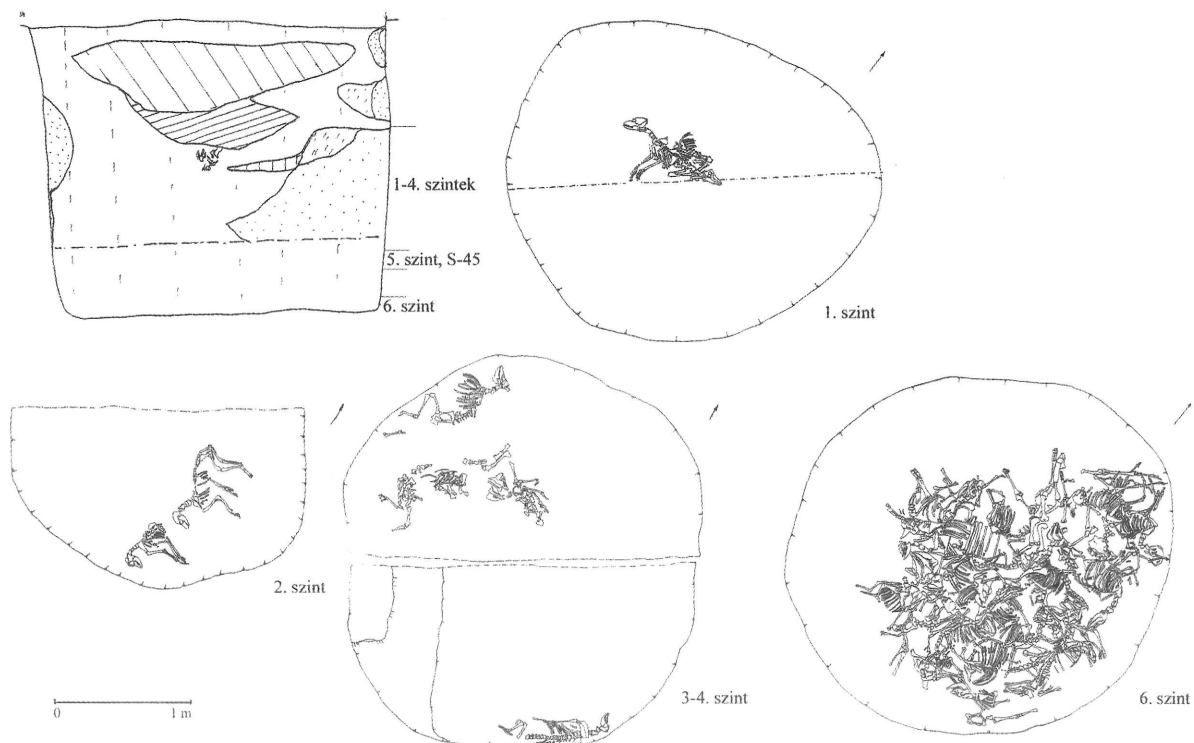 1-4. szintek
5. szint, S-45
6. szint
1. szint
2. szint
3-4. szint
6. szint
0 1 m